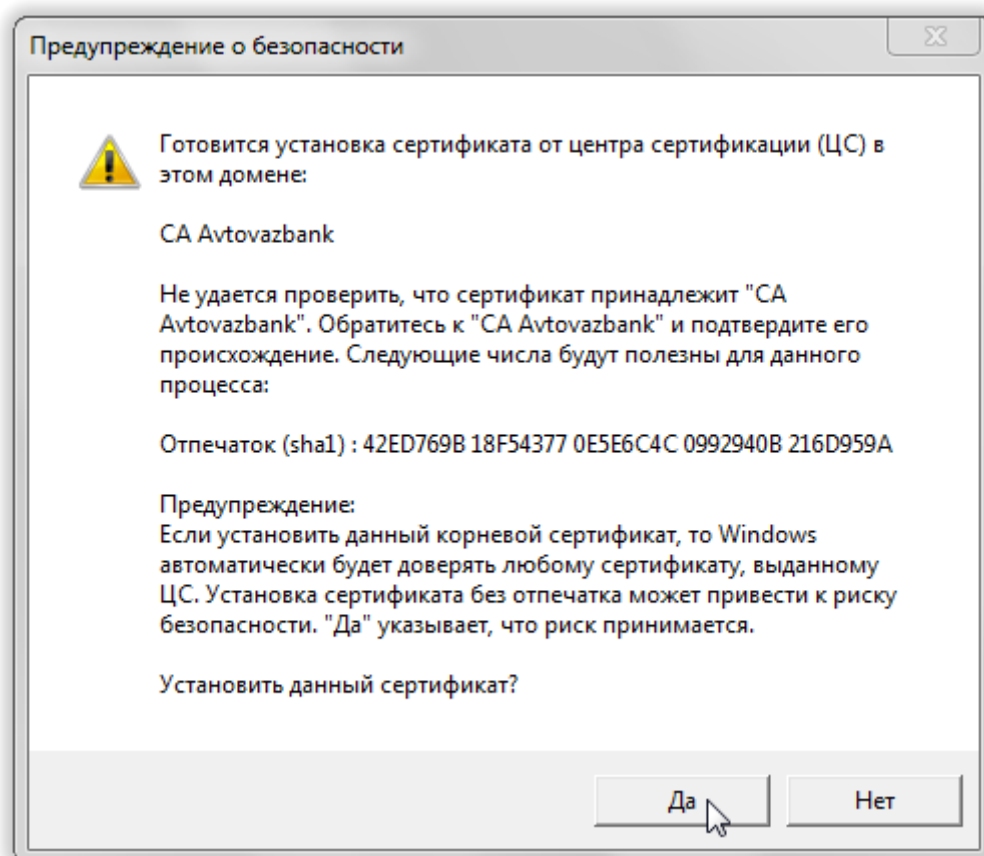 Предупреждение о безопасности
Готовится установка сертификата от центра сертификации (ЦС) в
этом домене:
CA Avtovazbank
Не удается проверить, что сертификат принадлежит "CA
Avtovazbank". Обратитесь к "CA Avtovazbank" и подтвердите его
происхождение. Следующие числа будут полезны для данного
процесса:
Отпечаток (sha1) : 42ED769B 18F54377 0E5E6C4C 0992940B 216D959A
Предупреждение:
Если установить данный корневой сертификат, то Windows
автоматически будет доверять любому сертификату, выданному
ЦС. Установка сертификата без отпечатка может привести к риску
безопасности. "Да" указывает, что риск принимается.
Установить данный сертификат?
Да
Нет